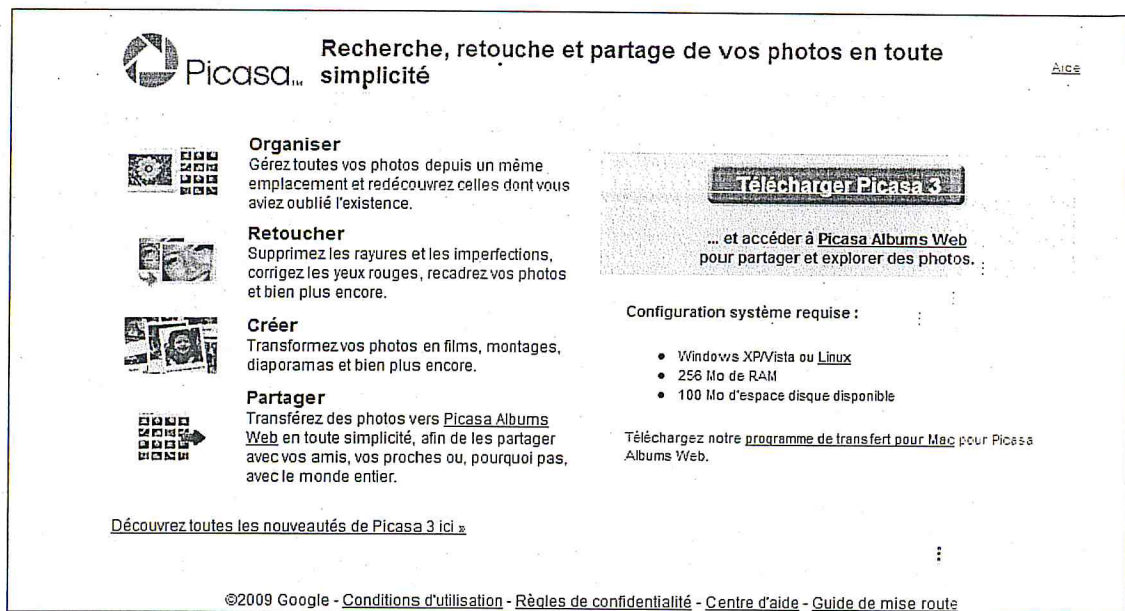 Picasa™
Recherche, retouche et partage de vos photos en toute
simplicité
Aide
Organiser
Gérez toutes vos photos depuis un même
emplacement et redécouvrez celles dont vous
aviez oublié l'existence.
Retoucher
Supprimez les rayures et les imperfections,
corrigez les yeux rouges, recadrez vos photos
et bien plus encore.
Créer
Transformez vos photos en films, montages,
diaporamas et bien plus encore.
Partager
Transférez des photos vers Picasa Albums
Web en toute simplicité, afin de les partager
avec vos amis, vos proches ou, pourquoi pas,
avec le monde entier.
Découvrez toutes les nouveautés de Picasa 3 ici »
Télécharger Picasa 3
... et accéder à Picasa Albums Web
pour partager et explorer des photos.
Configuration système requise :
• Windows XP/Vista ou Linux
• 256 Mo de RAM
• 100 Mo d'espace disque disponible
Téléchargez notre programme de transfert pour Mac pour Picasa
Albums Web.
©2009 Google - Conditions d'utilisation - Règles de confidentialité - Centre d'aide - Guide de mise route